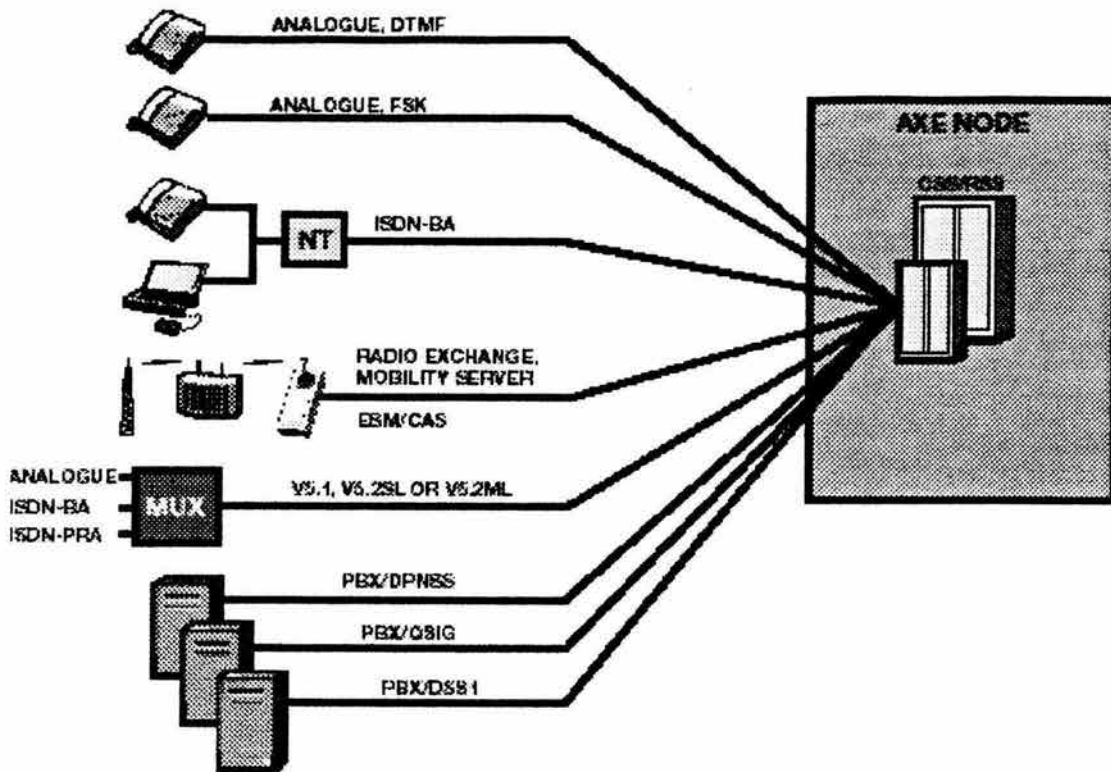 ANALOGUE, DTMF
ANALOGUE, FSK
AXE NODE
CSS/RSS
NT
ISDN-BA
RADIO EXCHANGE,
MOBILITY SERVER
ESM/CAS
ANALOGUE
ISDN-BA
ISDN-PRA
MUX
V5.1, V5.2SL OR V5.2ML
PBX/DPNSS
PBX/QSIG
PBX/DSS1